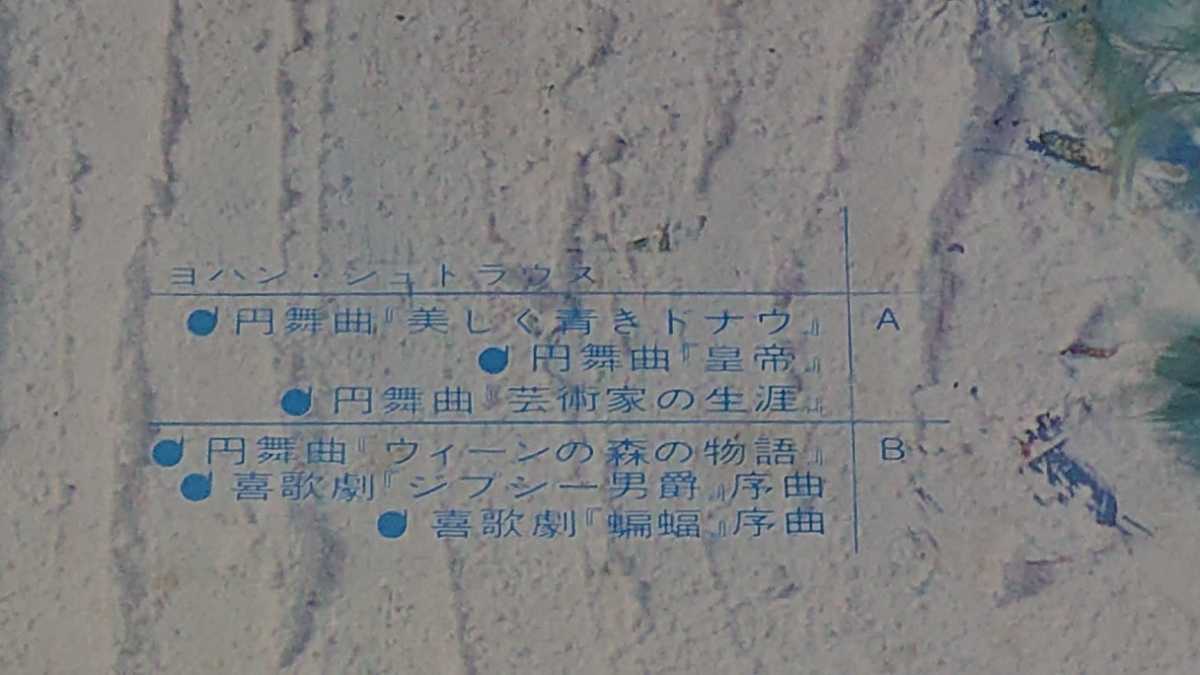 ヨハン・シュトラウス
円舞曲『美しく青きドナウ』 A
円舞曲『皇帝』
円舞曲『芸術家の生涯』
円舞曲『ウィーンの森の物語』 B
喜歌劇『ジプシー男爵』序曲
喜歌劇『蝙蝠』序曲